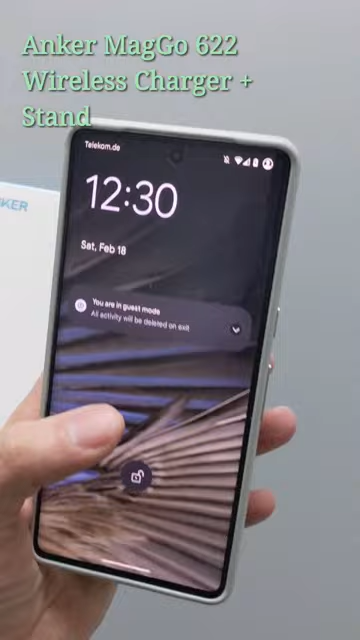 Anker MagGo 622
Wireless Charger +
Stand
Telekom.de
12:30
Sat, Feb 18
You are in guest mode
All activity will be deleted on exit